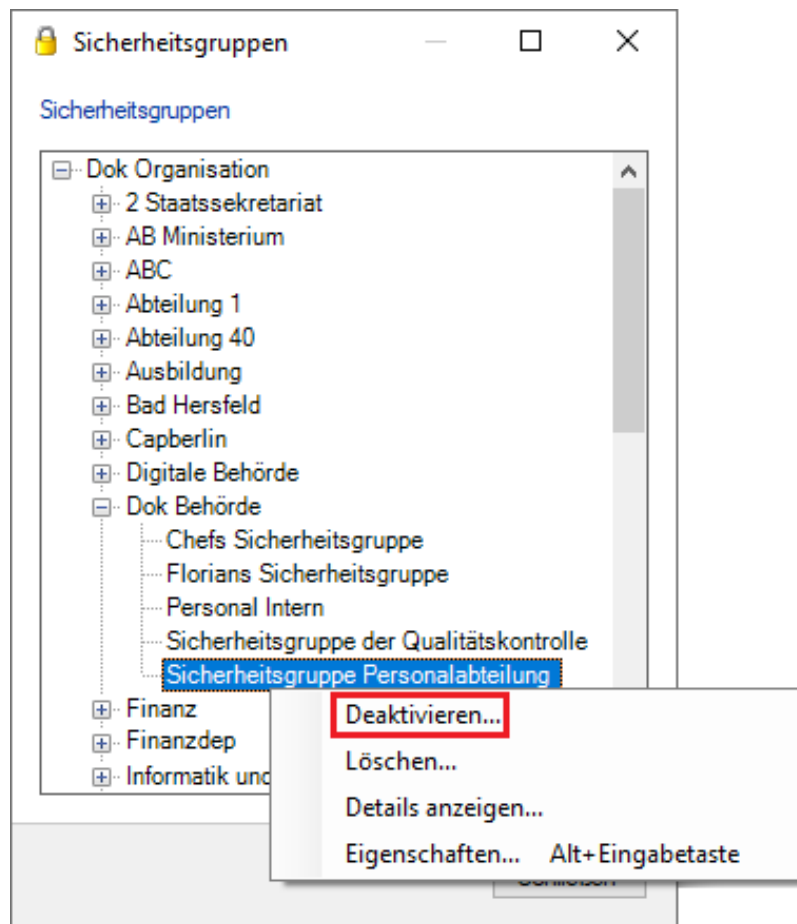 Sicherheitsgruppen
Sicherheitsgruppen
Dok Organisation
2 Staatssekretariat
AB Ministerium
ABC
Abteilung 1
Abteilung 40
Ausbildung
Bad Hersfeld
Capberlin
Digitale Behörde
Dok Behörde
Chefs Sicherheitsgruppe
Florians Sicherheitsgruppe
Personal Intern
Sicherheitsgruppe der Qualitätskontrolle
Sicherheitsgruppe Personalabteilung
Finanz
Finanzdep
Informatik und
Deaktivieren...
Löschen...
Details anzeigen...
Eigenschaften... Alt+Eingabetaste